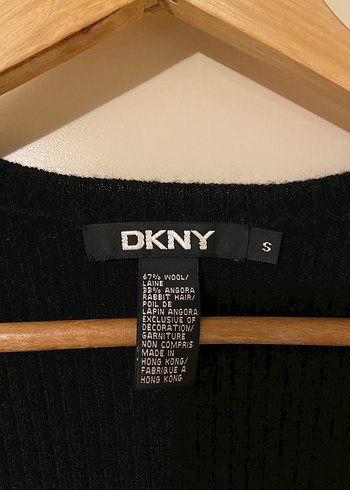 DKNY
S
67% WOOL/
LAINE
33% ANGORA
RABBIT HAIR/
POIL DE
LAPIN ANGORA
EXCLUSIVE OF
DECORATION/
GARNITURE
NON COMPRIS
MADE IN
HONG KONG/
FABRIQUE A
HONG KONG